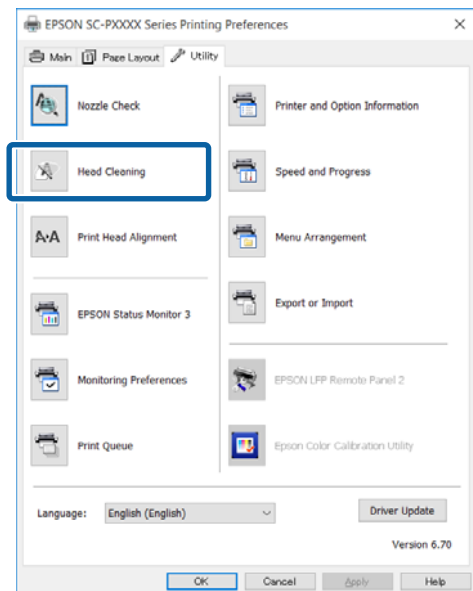 EPSON SC-PXXXX Series Printing Preferences
Main Page Layout Utility
Nozzle Check
Printer and Option Information
Head Cleaning
Speed and Progress
Print Head Alignment
Menu Arrangement
EPSON Status Monitor 3
Export or Import
Monitoring Preferences
EPSON LFP Remote Panel 2
Print Queue
Epson Color Calibration Utility
Language: English (English)
Driver Update
Version 6.70
OK Cancel Apply Help